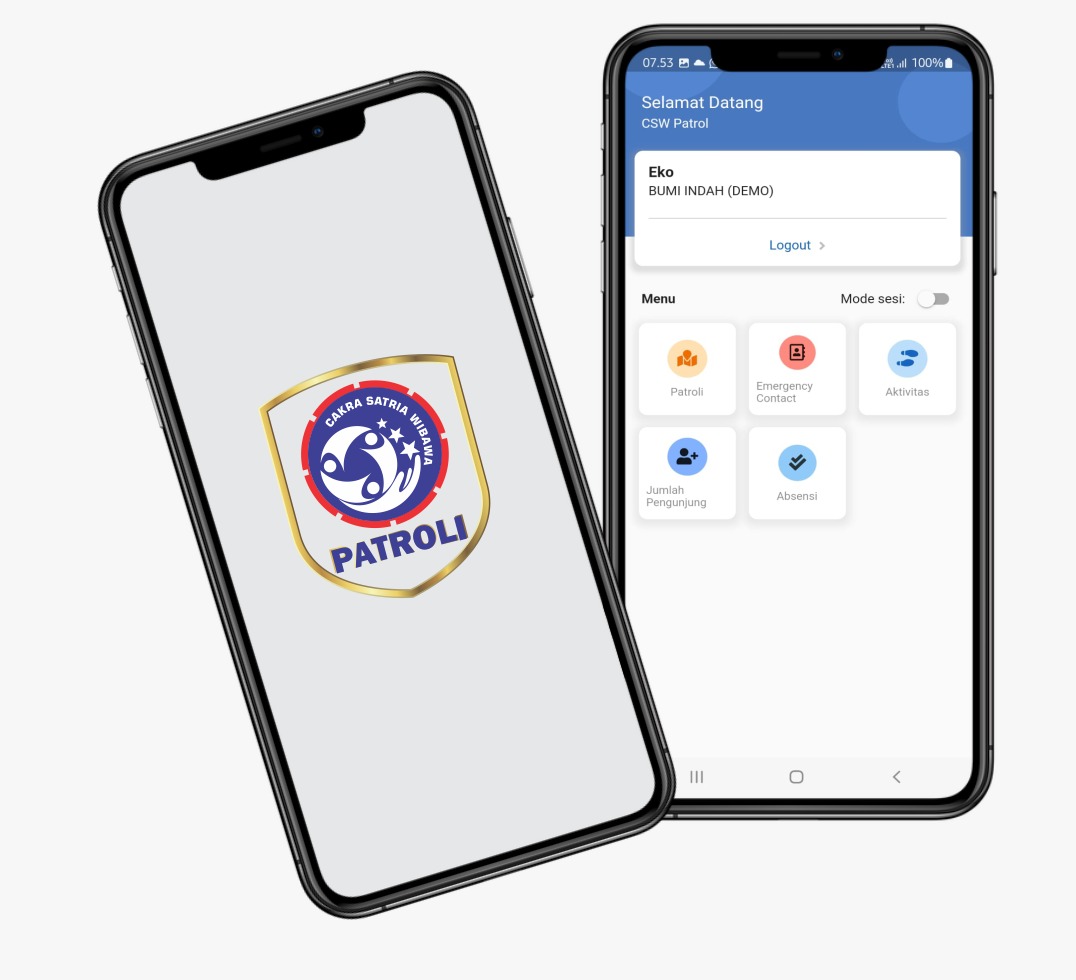 CAKRA SATRIA WIBAWA
PATROLI
07.53
100%
Selamat Datang
CSW Patrol
Eko
BUMI INDAH (DEMO)
Logout
Menu
Mode sesi:
Patroli
Emergency
Contact
Aktivitas
Jumlah
Pengunjung
Absensi